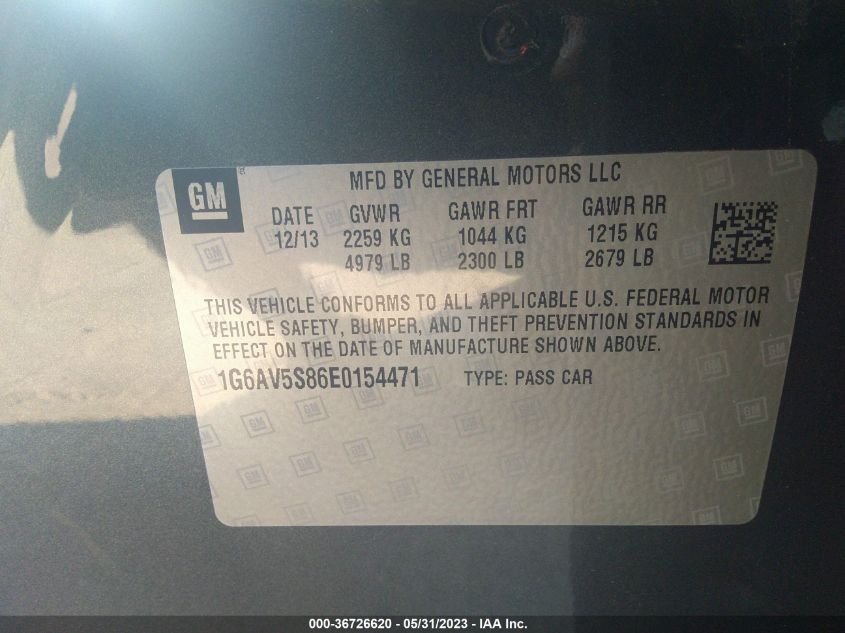 GM
MFD BY GENERAL MOTORS LLC
DATE GVWR GAWR FRT GAWR RR
12/13 2259 KG 1044 KG 1215 KG
4979 LB 2300 LB 2679 LB
THIS VEHICLE CONFORMS TO ALL APPLICABLE U.S. FEDERAL MOTOR
VEHICLE SAFETY, BUMPER, AND THEFT PREVENTION STANDARDS IN
EFFECT ON THE DATE OF MANUFACTURE SHOWN ABOVE.
1G6AV5S86E0154471 TYPE: PASS CAR
000-36726620 - 05/31/2023 - IAA Inc.